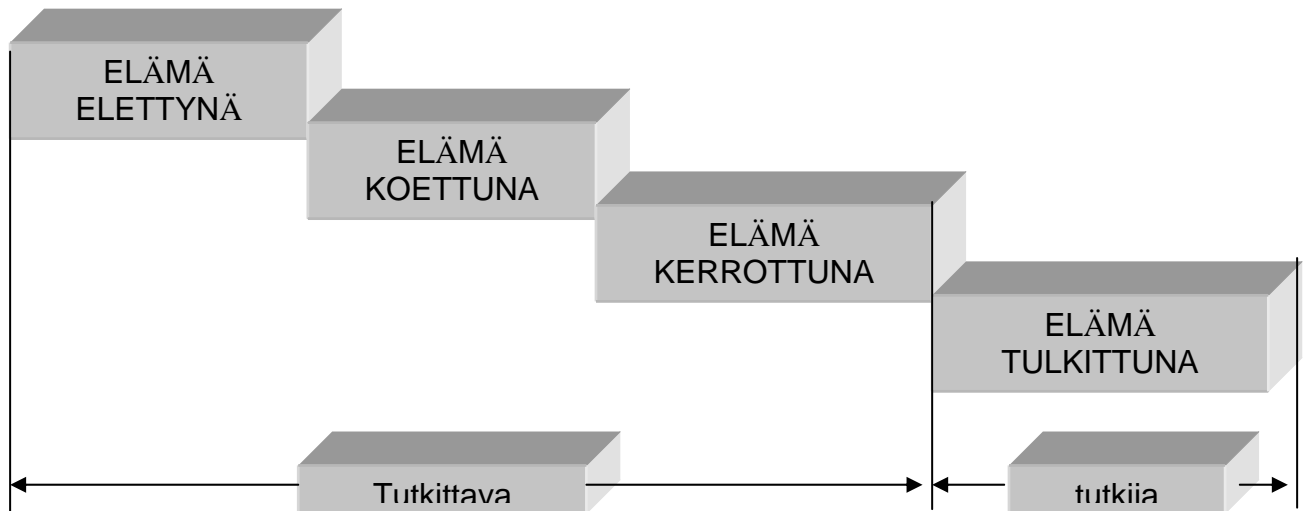 ELÄMÄ
ELETTYNÄ
ELÄMÄ
KOETTUNA
ELÄMÄ
KERROTTUNA
ELÄMÄ
TULKITTUNA
Tutkittava
tutkija